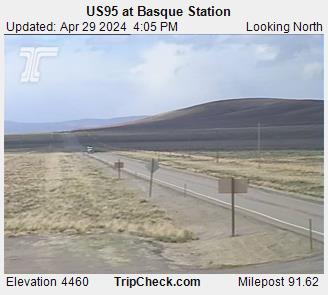 US95 at Basque Station
Updated: Apr 29 2024 4:05 PM Looking North
Elevation 4460 TripCheck.com Milepost 91.62